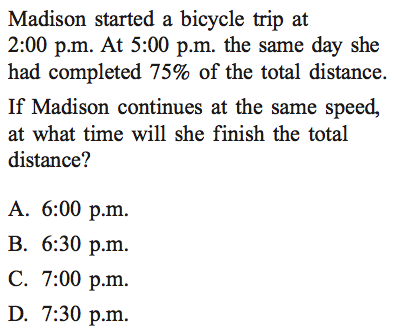 Madison started a bicycle trip at
2:00 p.m. At 5:00 p.m. the same day she
had completed 75% of the total distance.
If Madison continues at the same speed,
at what time will she finish the total
distance?
A. 6:00 p.m.
B. 6:30 p.m.
C. 7:00 p.m.
D. 7:30 p.m.